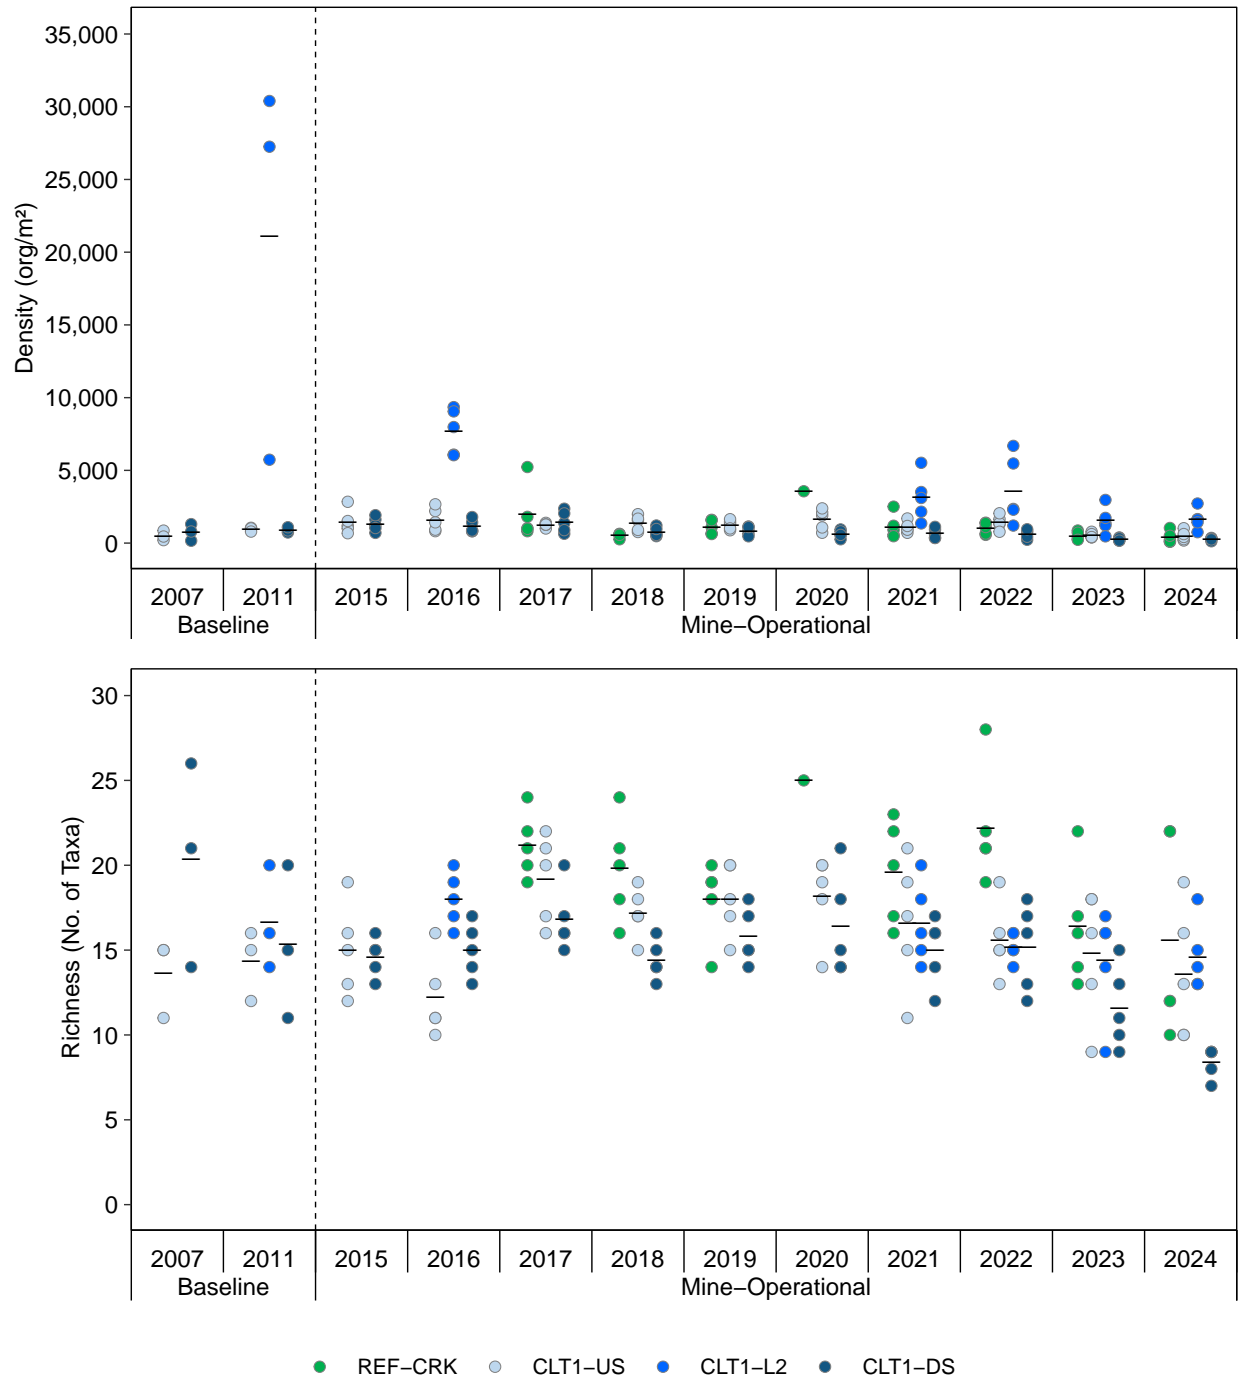 Density (org/m²)
35,000
30,000
25,000
20,000
15,000
10,000
5,000
0
2007 2011 2015 2016 2017 2018 2019 2020 2021 2022 2023 2024
Baseline Mine−Operational
Richness (No. of Taxa)
30
25
20
15
10
5
0
2007 2011 2015 2016 2017 2018 2019 2020 2021 2022 2023 2024
Baseline Mine−Operational
REF−CRK CLT1−US CLT1−L2 CLT1−DS